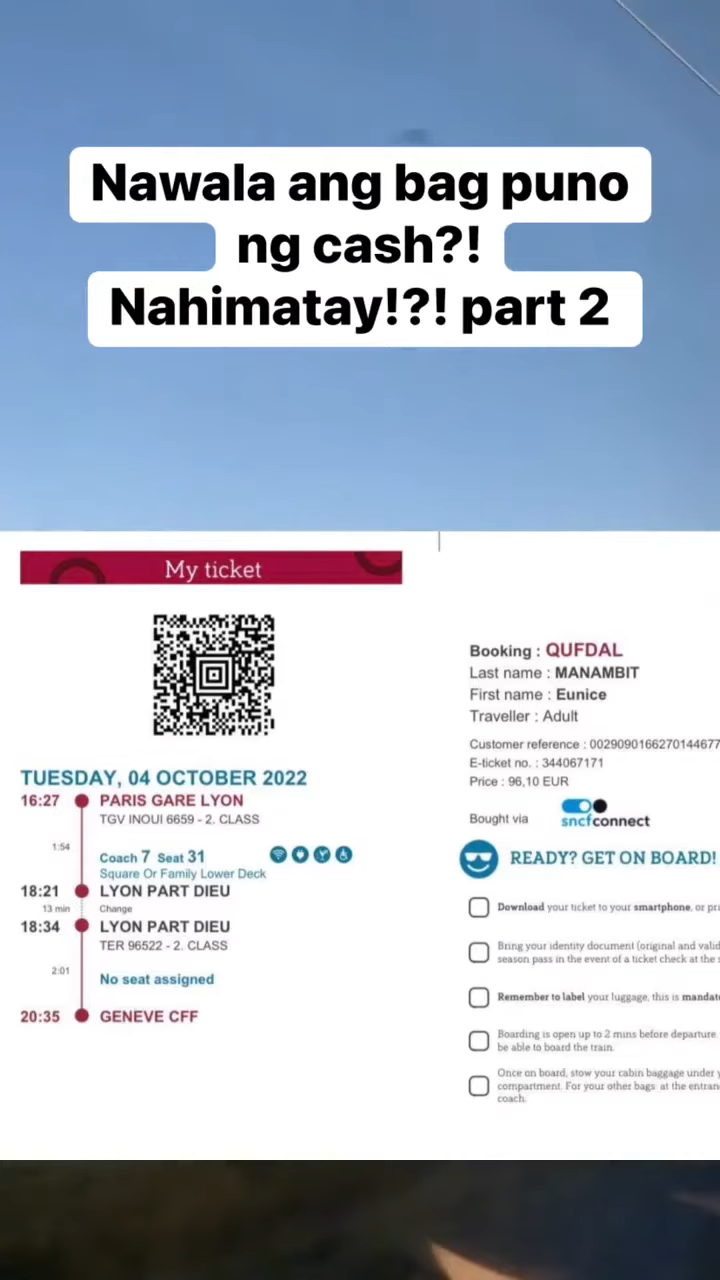 Nawala ang bag puno
ng cash?!
Nahimatay!?! part 2
My ticket
TUESDAY, 04 OCTOBER 2022
16:27 PARIS GARE LYON
TGV INOUI 6659 - 2. CLASS
1:54
Coach 7 Seat 31
Square Or Family Lower Deck
18:21 LYON PART DIEU
13 min Change
18:34 LYON PART DIEU
TER 96522 - 2. CLASS
2:01
No seat assigned
20:35 GENEVE CFF
Booking : QUFDAL
Last name : MANAMBIT
First name : Eunice
Traveller : Adult
Customer reference : 0029090166270144677
E-ticket no. : 344067171
Price : 96,10 EUR
Bought via sncfconnect
READY? GET ON BOARD!
Download your ticket to your smartphone, or
Bring your identity document (original and valid
season pass in the event of a ticket check at the
Remember to label your luggage, this is
Boarding is open up to 2 mins before departure.
be able to board the train.
Once on board, stow your cabin baggage under
compartment. For your other bags: at the
coach.